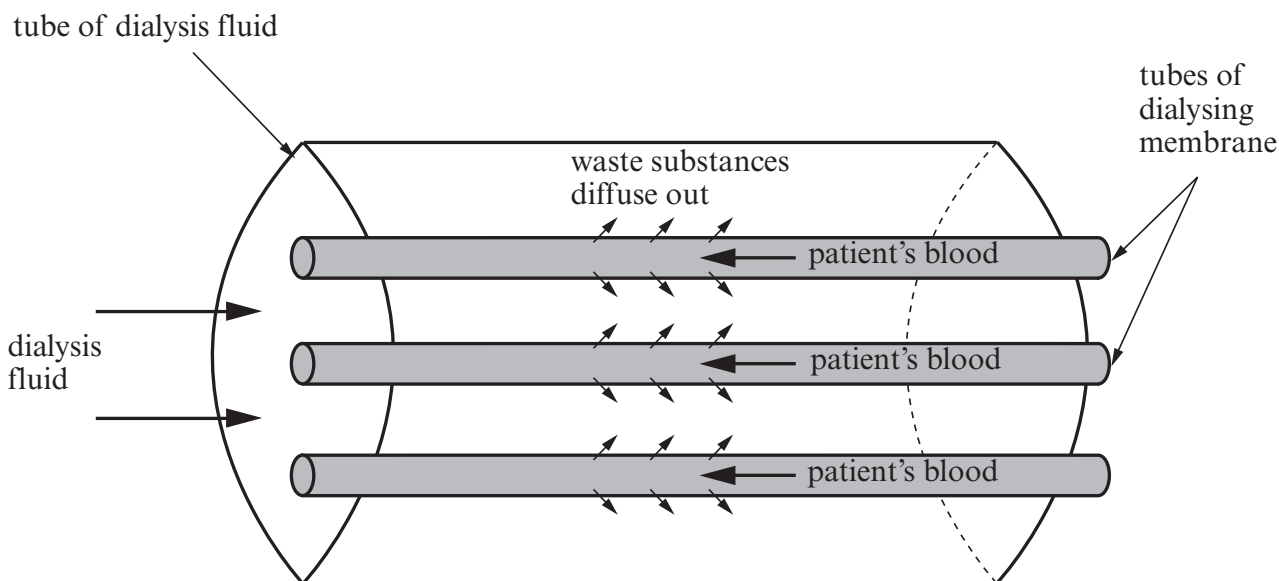 tube of dialysis fluid
tubes of
dialysing
membrane
waste substances
diffuse out
patient's blood
dialysis
fluid
patient's blood
patient's blood